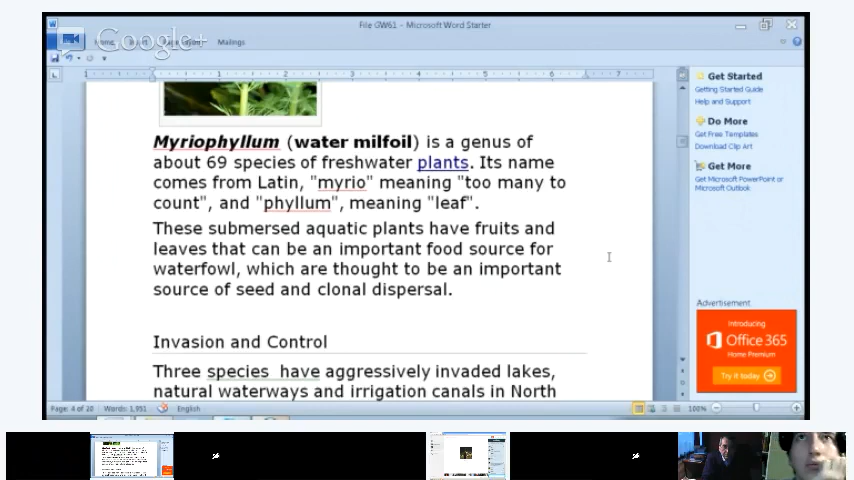 File GW61 - Microsoft Word Starter
Google+
Home
Mailings
Myriophyllum (water milfoil) is a genus of
about 69 species of freshwater plants. Its name
comes from Latin, "myrio" meaning "too many to
count", and "phyllum", meaning "leaf".
These submersed aquatic plants have fruits and
leaves that can be an important food source for
waterfowl, which are thought to be an important
source of seed and clonal dispersal.
Invasion and Control
Three species have aggressively invaded lakes,
natural waterways and irrigation canals in North
Get Started
Getting Started Guide
Help and Support
Do More
Get Free Templates
Download Clip Art
Get More
Get Microsoft PowerPoint or
Microsoft Outlook
Advertisement
Introducing
Office 365
Home Premium
Try it today
Page: 4 of 20
Words: 1,951
English
100%